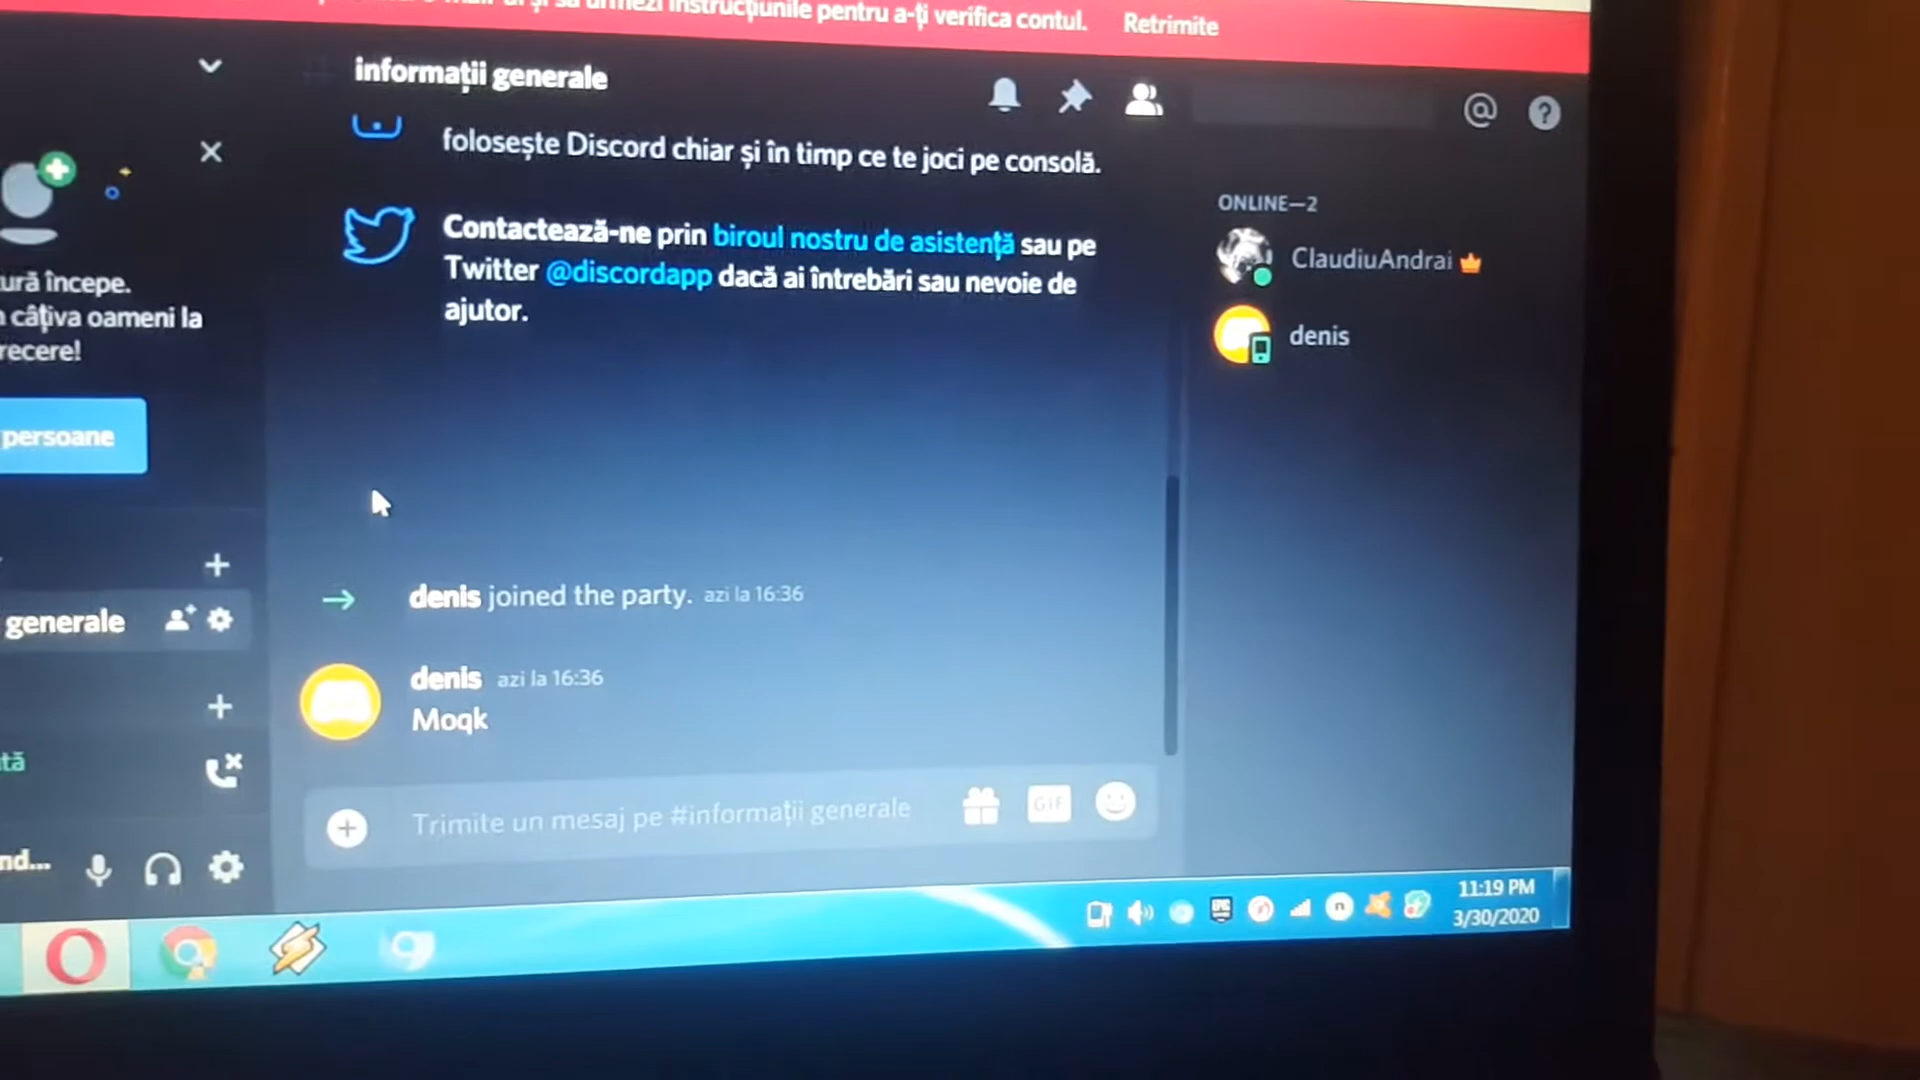 și să urmezi instrucțiunile pentru a-ți verifica contul. Retrimite
informații generale
folosește Discord chiar și în timp ce te joci pe consolă.
Contactează-ne prin biroul nostru de asistență sau pe
Twitter @discordapp dacă ai întrebări sau nevoie de
ajutor.
ONLINE—2
ClaudiuAndrai
denis
ură începe.
câțiva oameni la
recere!
persoane
generale
tă
nd...
denis joined the party. azi la 16:36
denis azi la 16:36
Moqk
Trimite un mesaj pe #informații generale
GIF
EPIC
11:19 PM
3/30/2020